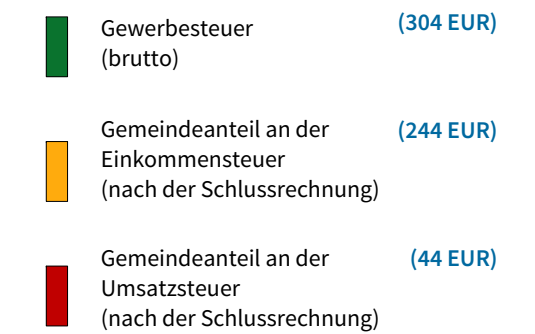 Gewerbesteuer (304 EUR)
(brutto)
Gemeindeanteil an der (244 EUR)
Einkommensteuer
(nach der Schlussrechnung)
Gemeindeanteil an der (44 EUR)
Umsatzsteuer
(nach der Schlussrechnung)